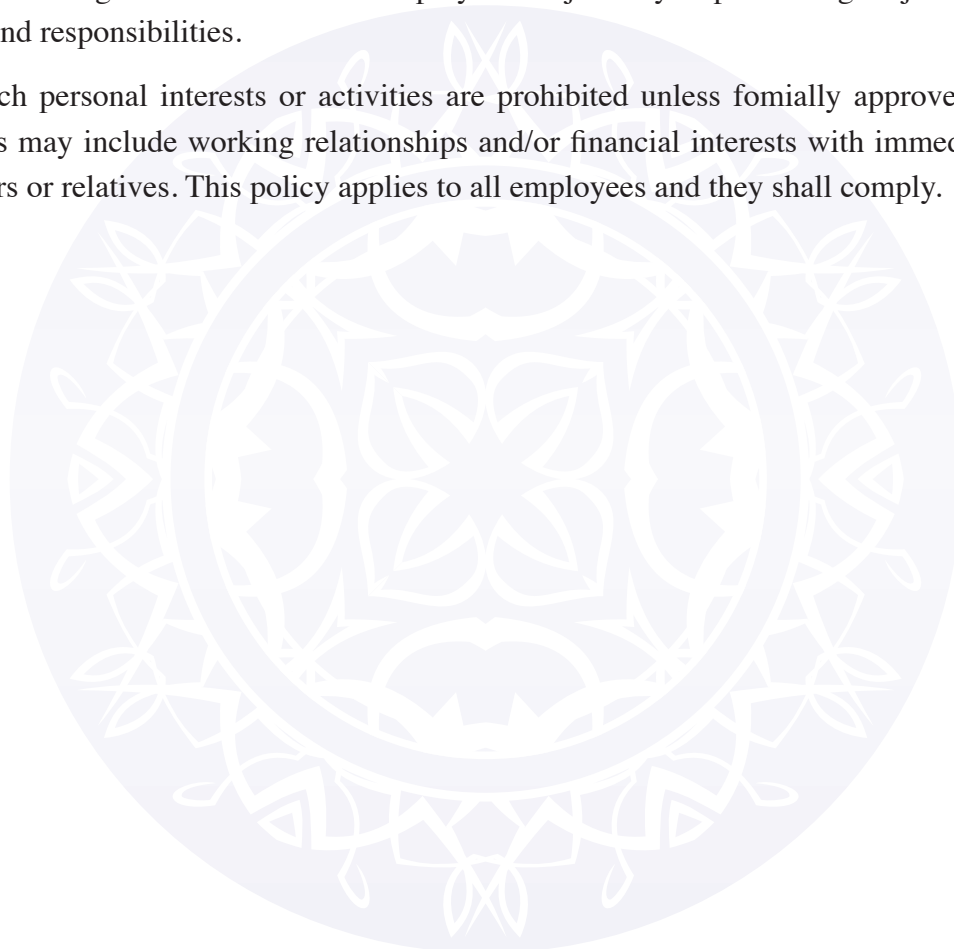 nd responsibilities.
ch personal interests or activities are prohibited unless fomially approve
s may include working relationships and/or financial interests with immed
rs or relatives. This policy applies to all employees and they shall comply.